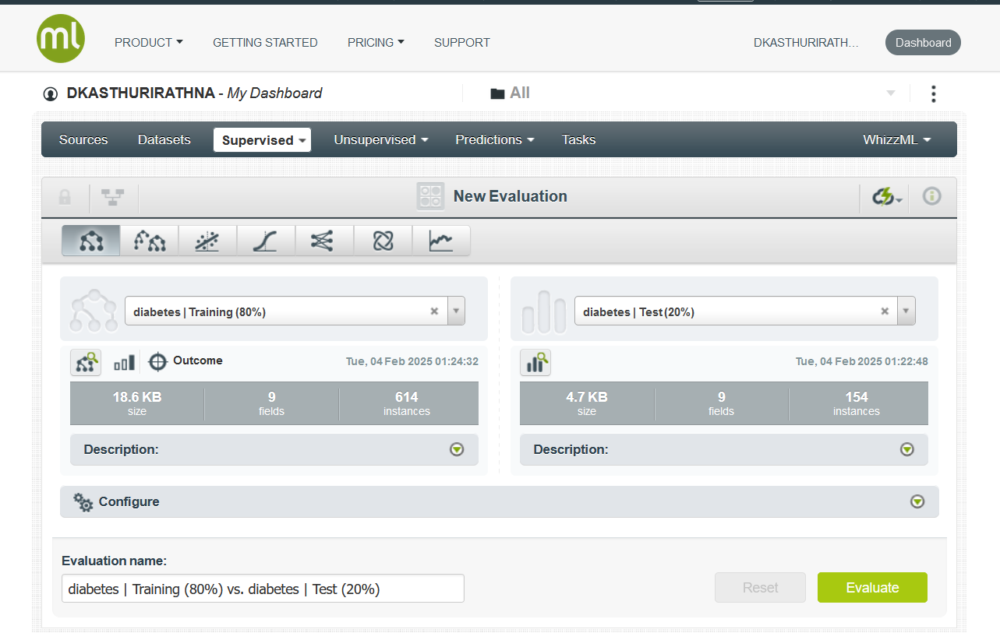 ml PRODUCT GETTING STARTED PRICING SUPPORT DKASTHURIRATH... Dashboard
DKASTHURIRATHNA - My Dashboard All
Sources Datasets Supervised Unsupervised Predictions Tasks WhizzML
New Evaluation
diabetes | Training (80%)
diabetes | Test (20%)
Outcome Tue, 04 Feb 2025 01:24:32
Tue, 04 Feb 2025 01:22:48
18.6 KB 9 614
size fields instances
4.7 KB 9 154
size fields instances
Description:
Description:
Configure
Evaluation name:
diabetes | Training (80%) vs. diabetes | Test (20%)
Reset Evaluate